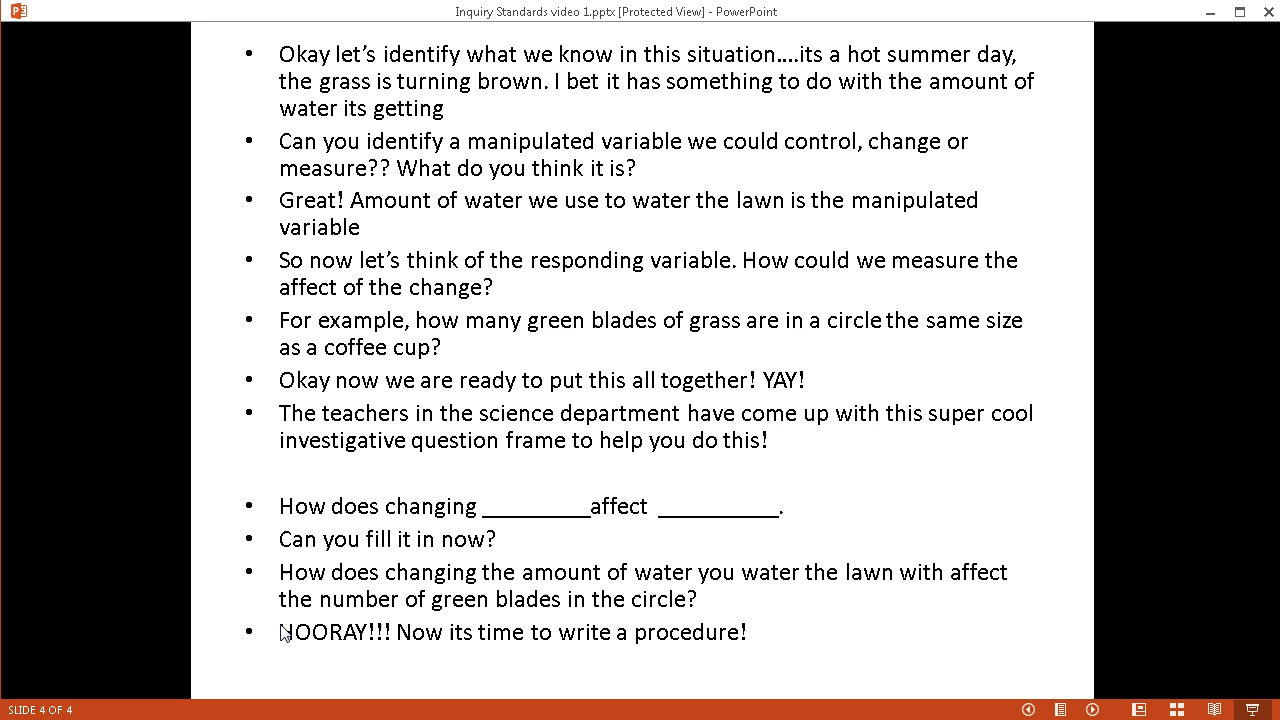 Inquiry Standards video 1.pptx [Protected View] - PowerPoint
• Okay let's identify what we know in this situation....its a hot summer day,
the grass is turning brown. I bet it has something to do with the amount of
water its getting
• Can you identify a manipulated variable we could control, change or
measure?? What do you think it is?
• Great! Amount of water we use to water the lawn is the manipulated
variable
• So now let's think of the responding variable. How could we measure the
affect of the change?
• For example, how many green blades of grass are in a circle the same size
as a coffee cup?
• Okay now we are ready to put this all together! YAY!
• The teachers in the science department have come up with this super cool
investigative question frame to help you do this!
• How does changing _________affect __________.
• Can you fill it in now?
• How does changing the amount of water you water the lawn with affect
the number of green blades in the circle?
• HOORAY!!! Now its time to write a procedure!
SLIDE 4 OF 4